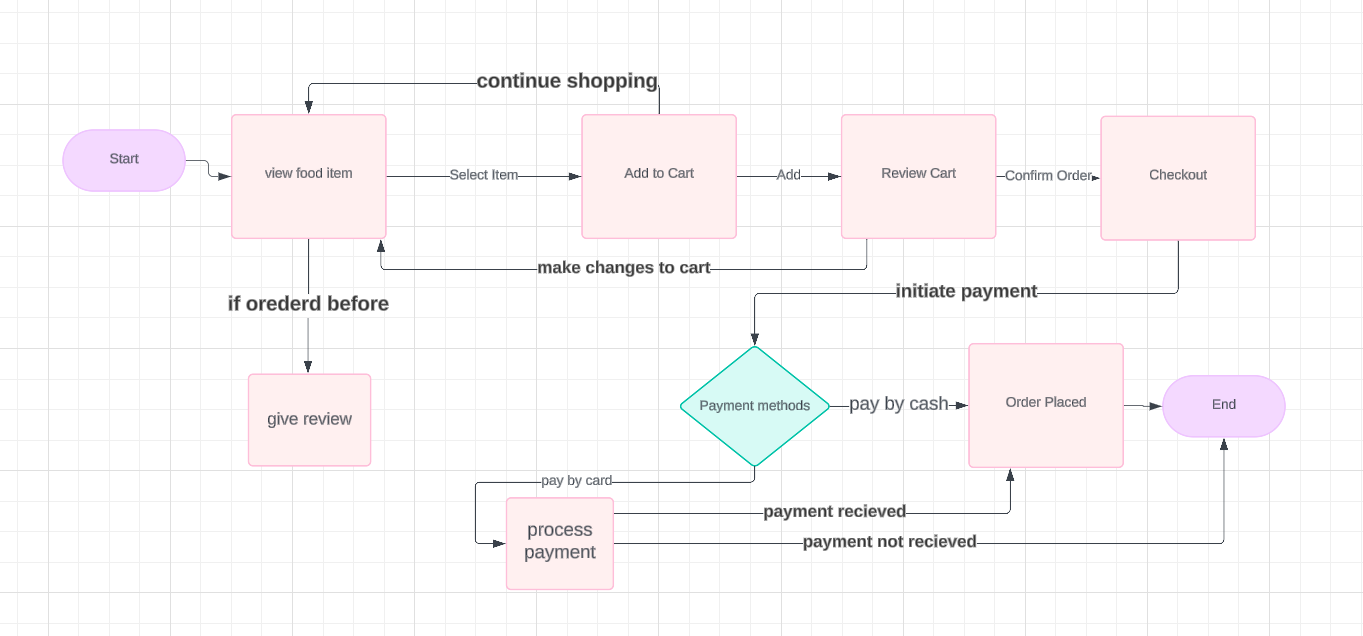 continue shopping
Start
view food item
Select Item
Add to Cart
Add
Review Cart
Confirm Order
Checkout
make changes to cart
initiate payment
if orederd before
give review
Payment methods
pay by cash
Order Placed
End
pay by card
process
payment
payment recieved
payment not recieved